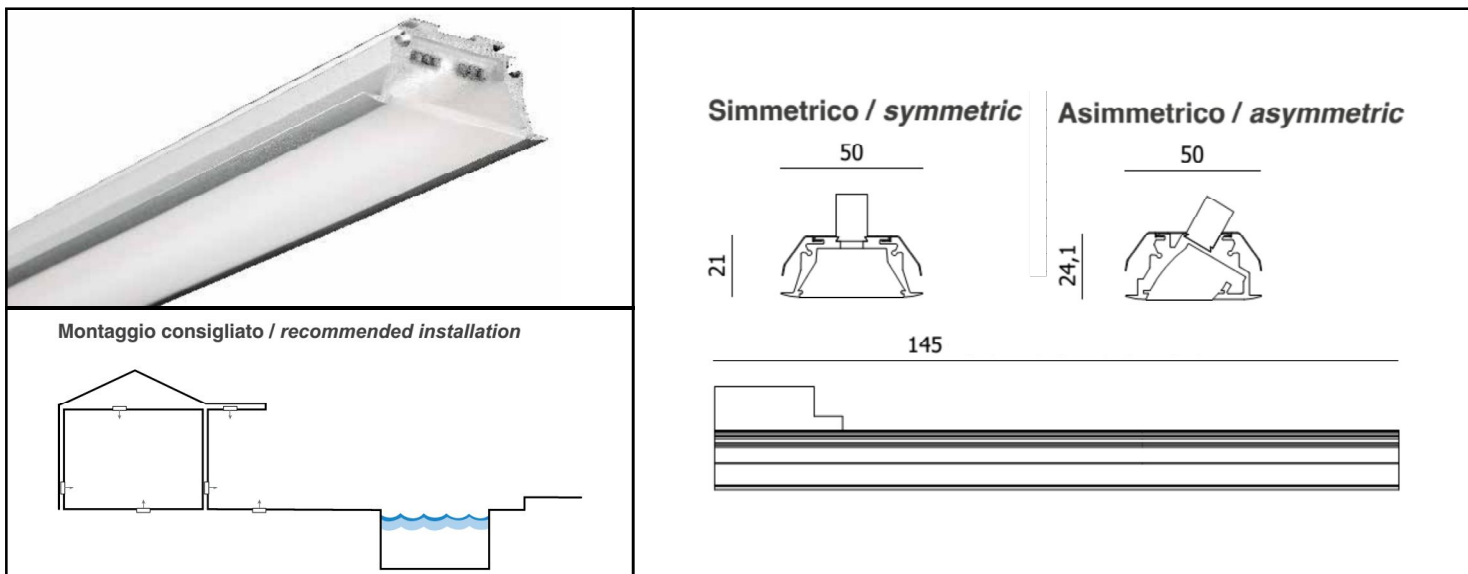 Simmetrico / symmetric
Asimmetrico / asymmetric
50
50
21
24,1
Montaggio consigliato / recommended installation
145